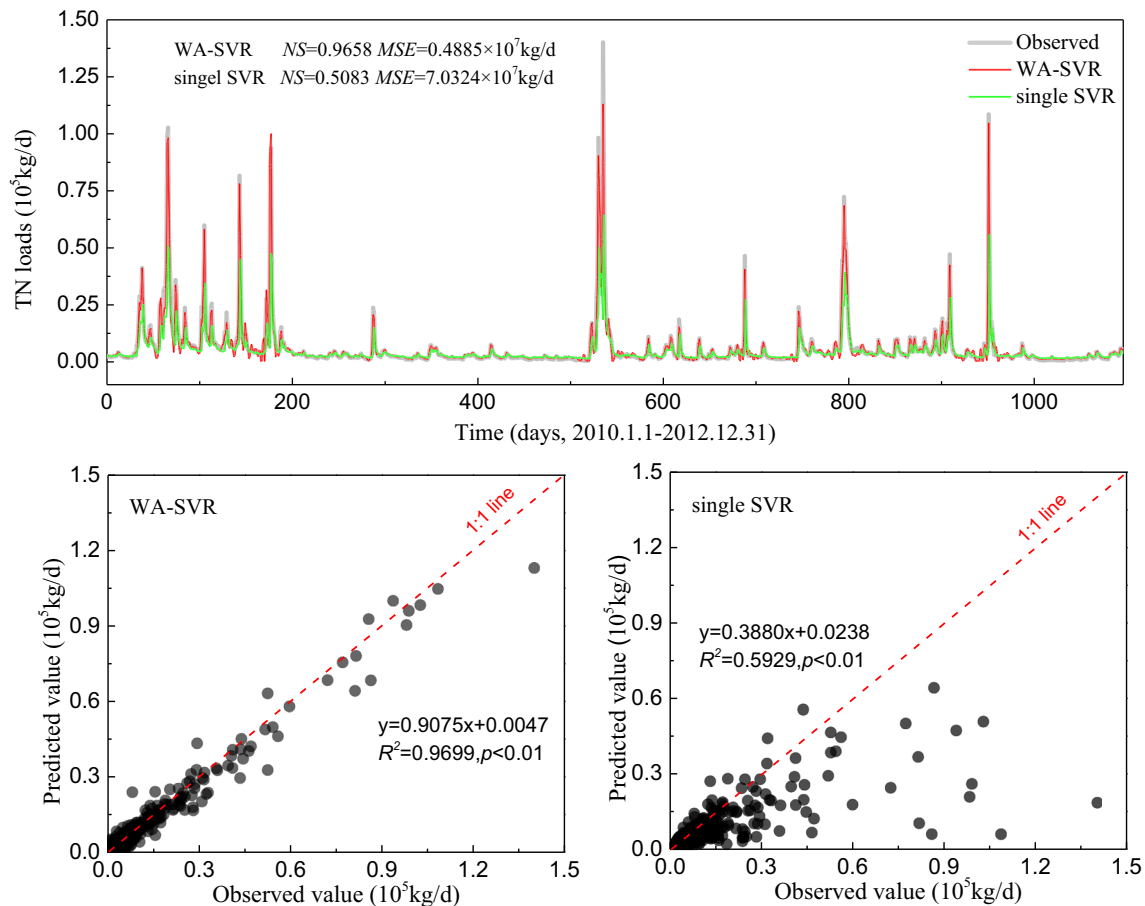 1.50
1.25
1.00
0.75
0.50
0.25
0.00
TN loads (10⁵kg/d)
WA-SVR NS=0.9658 MSE=0.4885×10⁷kg/d
singel SVR NS=0.5083 MSE=7.0324×10⁷kg/d
Observed
WA-SVR
single SVR
0 200 400 600 800 1000
Time (days, 2010.1.1-2012.12.31)
1.5
1.2
0.9
0.6
0.3
0.0
Predicted value (10⁵kg/d)
WA-SVR
1:1 line
y=0.9075x+0.0047
R²=0.9699,p<0.01
0.0 0.3 0.6 0.9 1.2 1.5
Observed value (10⁵kg/d)
1.5
1.2
0.9
0.6
0.3
0.0
Predicted value (10⁵kg/d)
single SVR
1:1 line
y=0.3880x+0.0238
R²=0.5929,p<0.01
0.0 0.3 0.6 0.9 1.2 1.5
Observed value (10⁵kg/d)